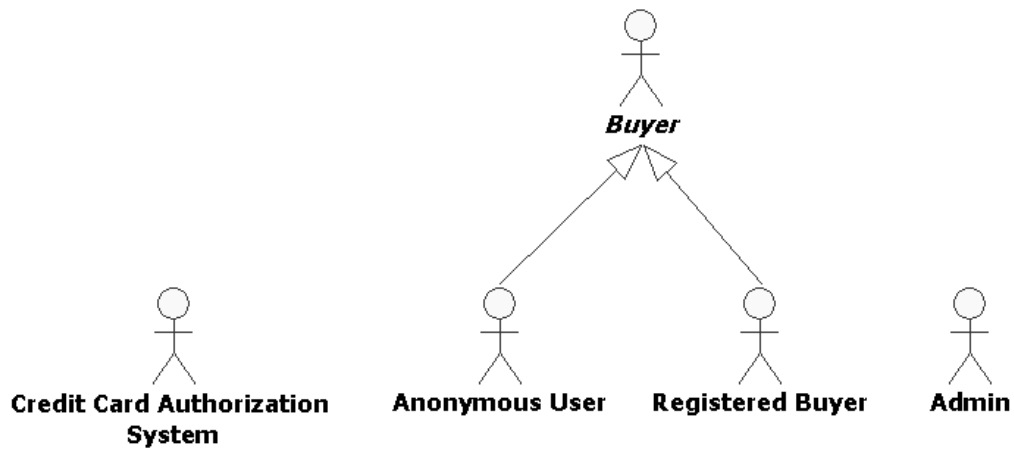 Buyer
Credit Card Authorization
System
Anonymous User
Registered Buyer
Admin